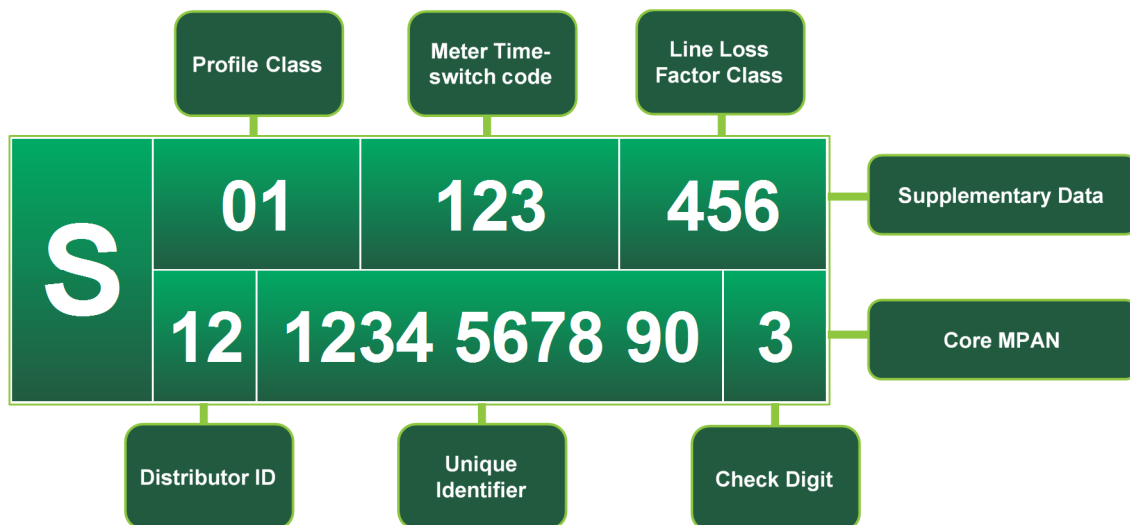 Profile Class
Meter Time-
switch code
Line Loss
Factor Class
S
01
123
456
Supplementary Data
12
1234 5678 90
3
Core MPAN
Distributor ID
Unique
Identifier
Check Digit